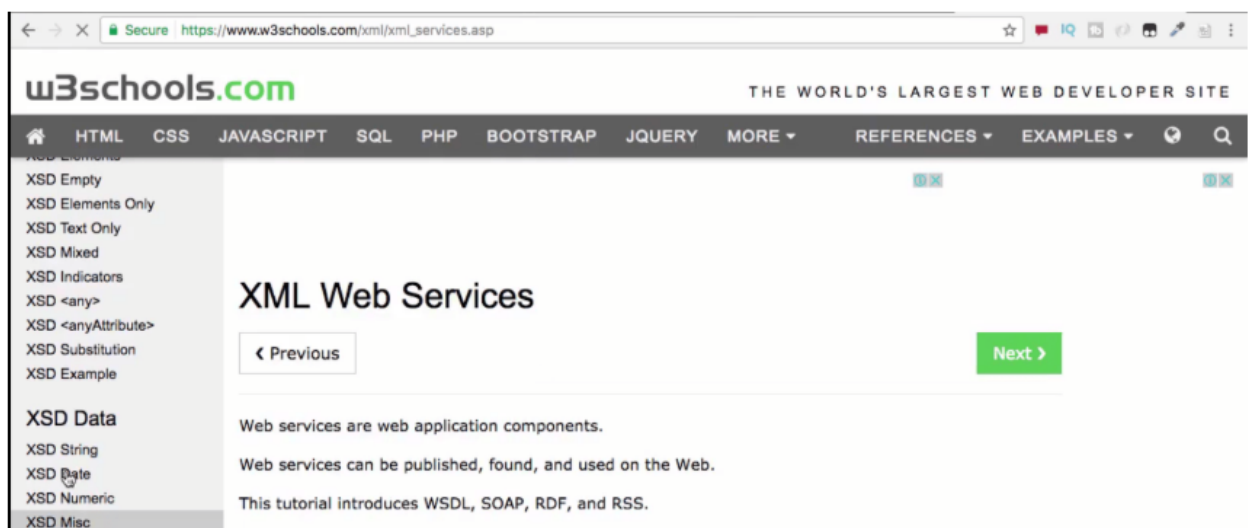 Secure https://www.w3schools.com/xml/xml_services.asp
IQ
w3schools.com
THE WORLD'S LARGEST WEB DEVELOPER SITE
HTML CSS JAVASCRIPT SQL PHP BOOTSTRAP JQUERY MORE REFERENCES EXAMPLES
XSD Elements
XSD Empty
XSD Elements Only
XSD Text Only
XSD Mixed
XSD Indicators
XSD <any>
XSD <anyAttribute>
XSD Substitution
XSD Example
XSD Data
XSD String
XSD Date
XSD Numeric
XSD Misc
XML Web Services
❮ Previous
Next ❯
Web services are web application components.
Web services can be published, found, and used on the Web.
This tutorial introduces WSDL, SOAP, RDF, and RSS.